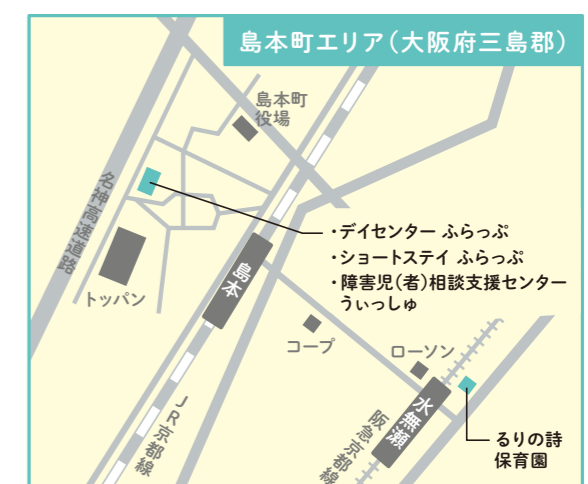 島本町エリア（大阪府三島郡）
島本町
役場
名神高速道路
・デイセンター ふらっぷ
・ショートステイ ふらっぷ
・障害児（者）相談支援センター
うぃっしゅ
トッパン
島本
コープ
ローソン
水無瀬
JR京都線
阪急京都線
るりの詩
保育園